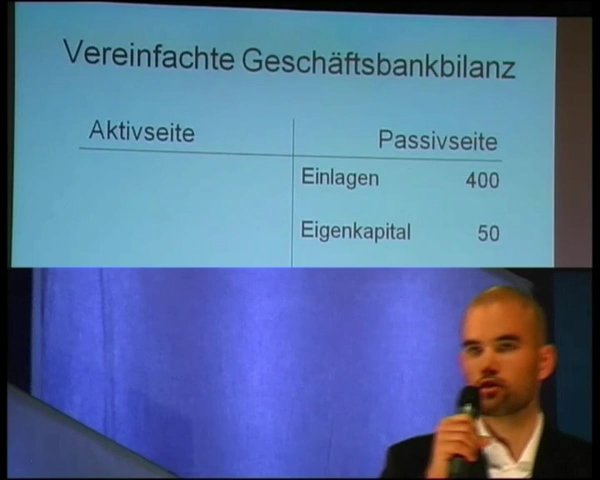 Vereinfachte Geschäftsbankbilanz
Aktivseite Passivseite
Einlagen 400
Eigenkapital 50